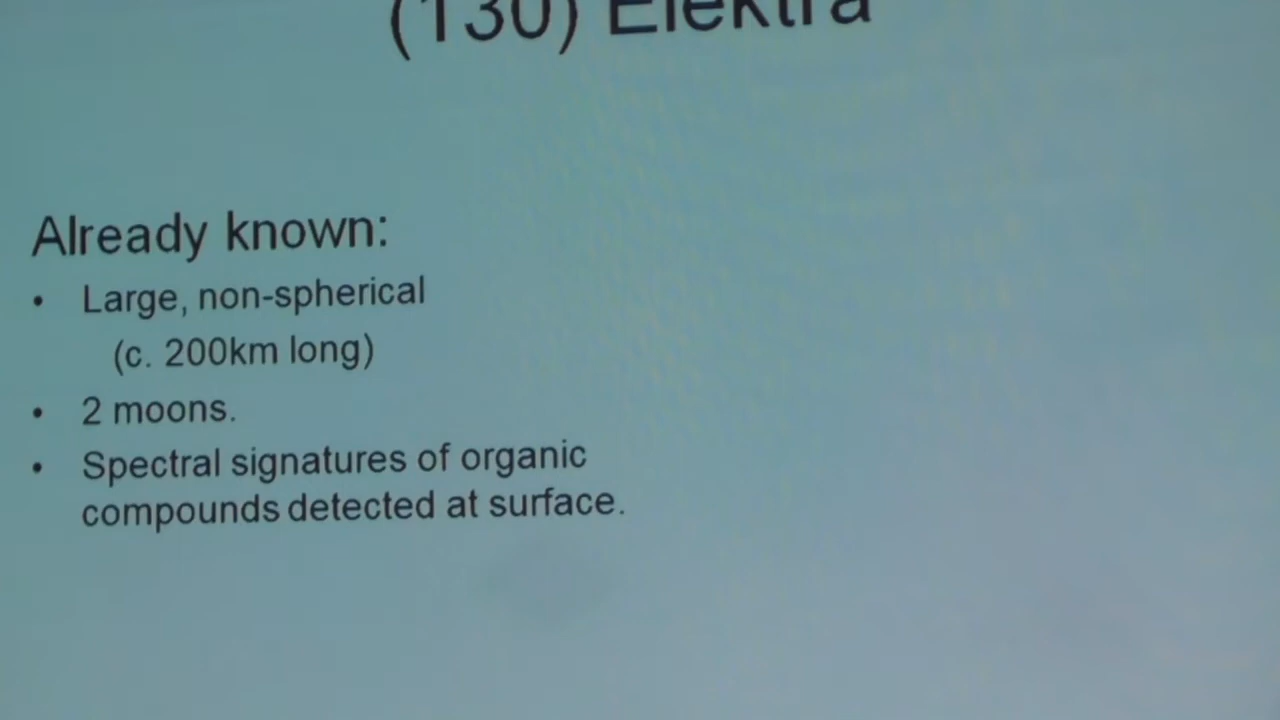 (130) Elektra
Already known:
• Large, non-spherical
(c. 200km long)
• 2 moons.
• Spectral signatures of organic
compounds detected at surface.